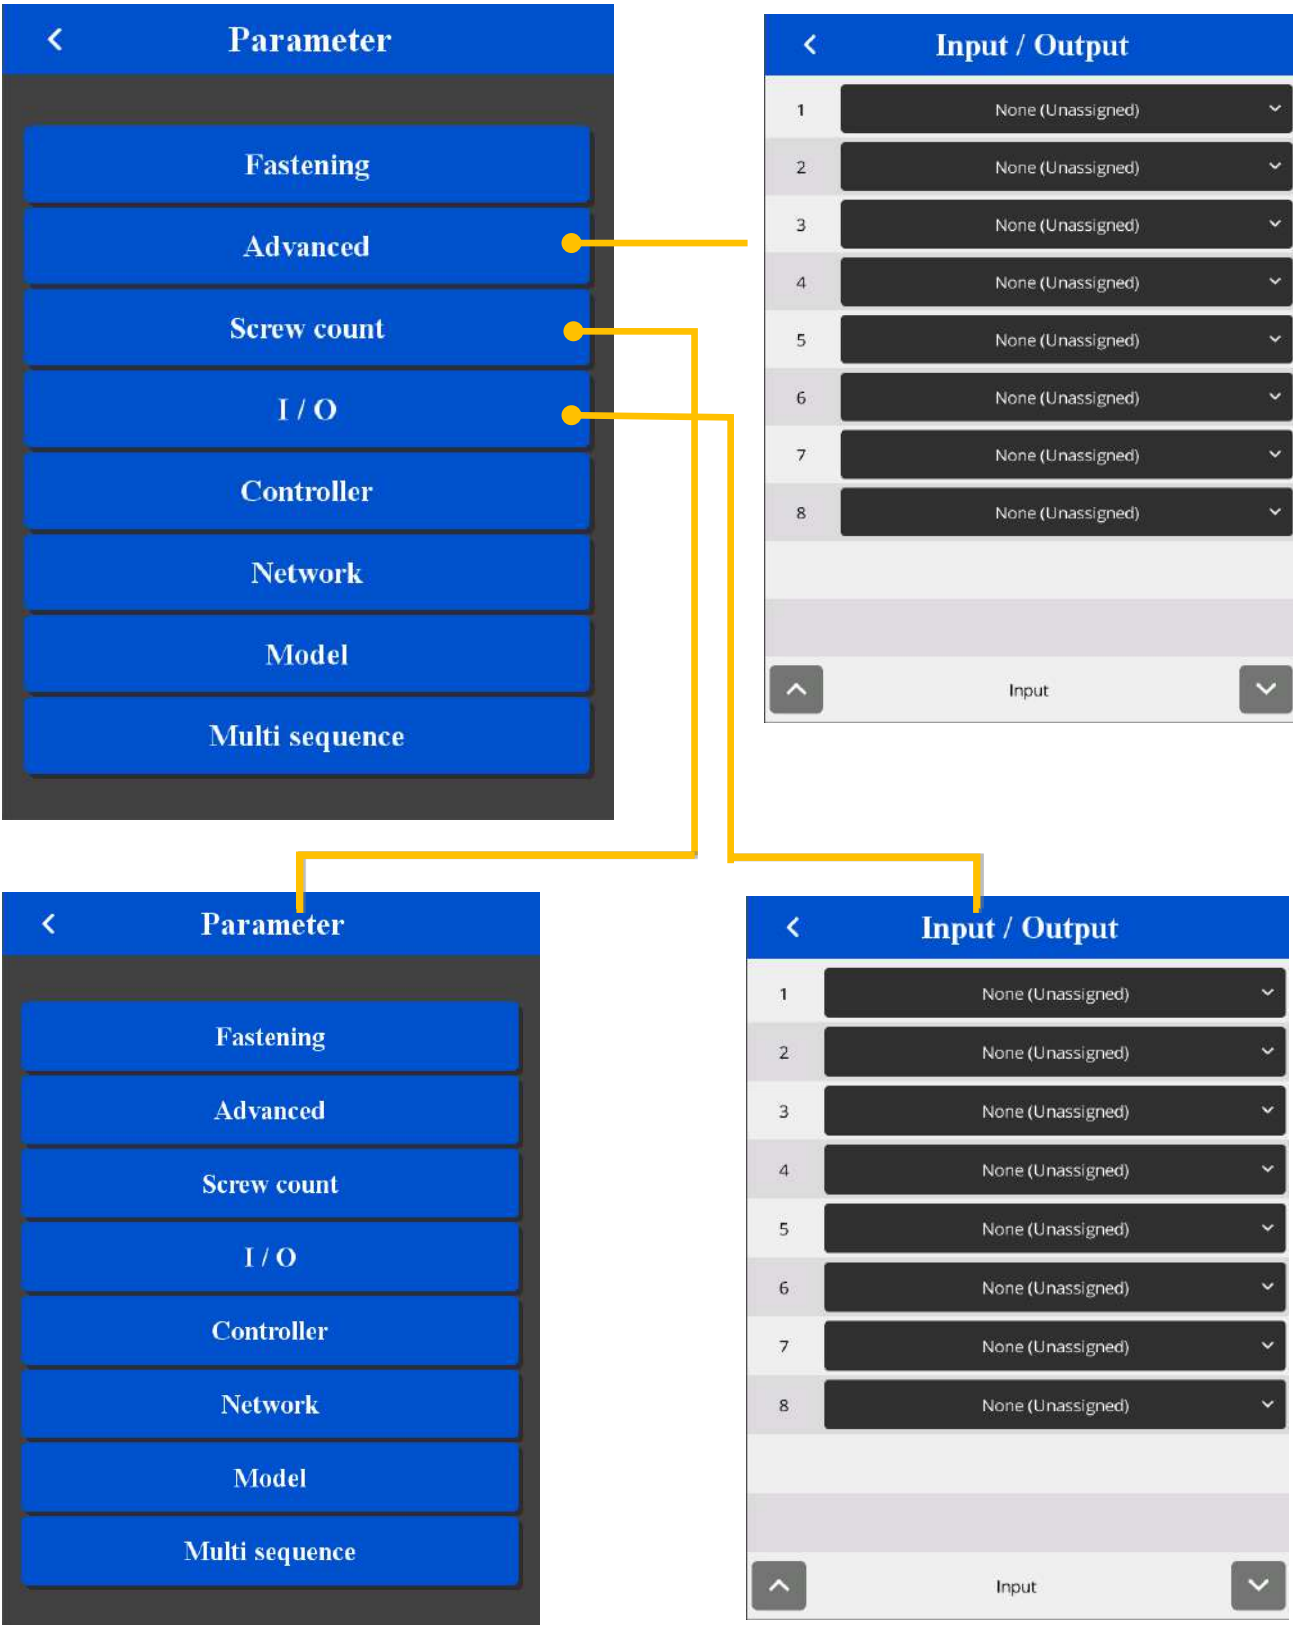 Parameter
Fastening
Advanced
Screw count
I / O
Controller
Network
Model
Multi sequence
Input / Output
1 None (Unassigned)
2 None (Unassigned)
3 None (Unassigned)
4 None (Unassigned)
5 None (Unassigned)
6 None (Unassigned)
7 None (Unassigned)
8 None (Unassigned)
Input
Parameter
Fastening
Advanced
Screw count
I / O
Controller
Network
Model
Multi sequence
Input / Output
1 None (Unassigned)
2 None (Unassigned)
3 None (Unassigned)
4 None (Unassigned)
5 None (Unassigned)
6 None (Unassigned)
7 None (Unassigned)
8 None (Unassigned)
Input